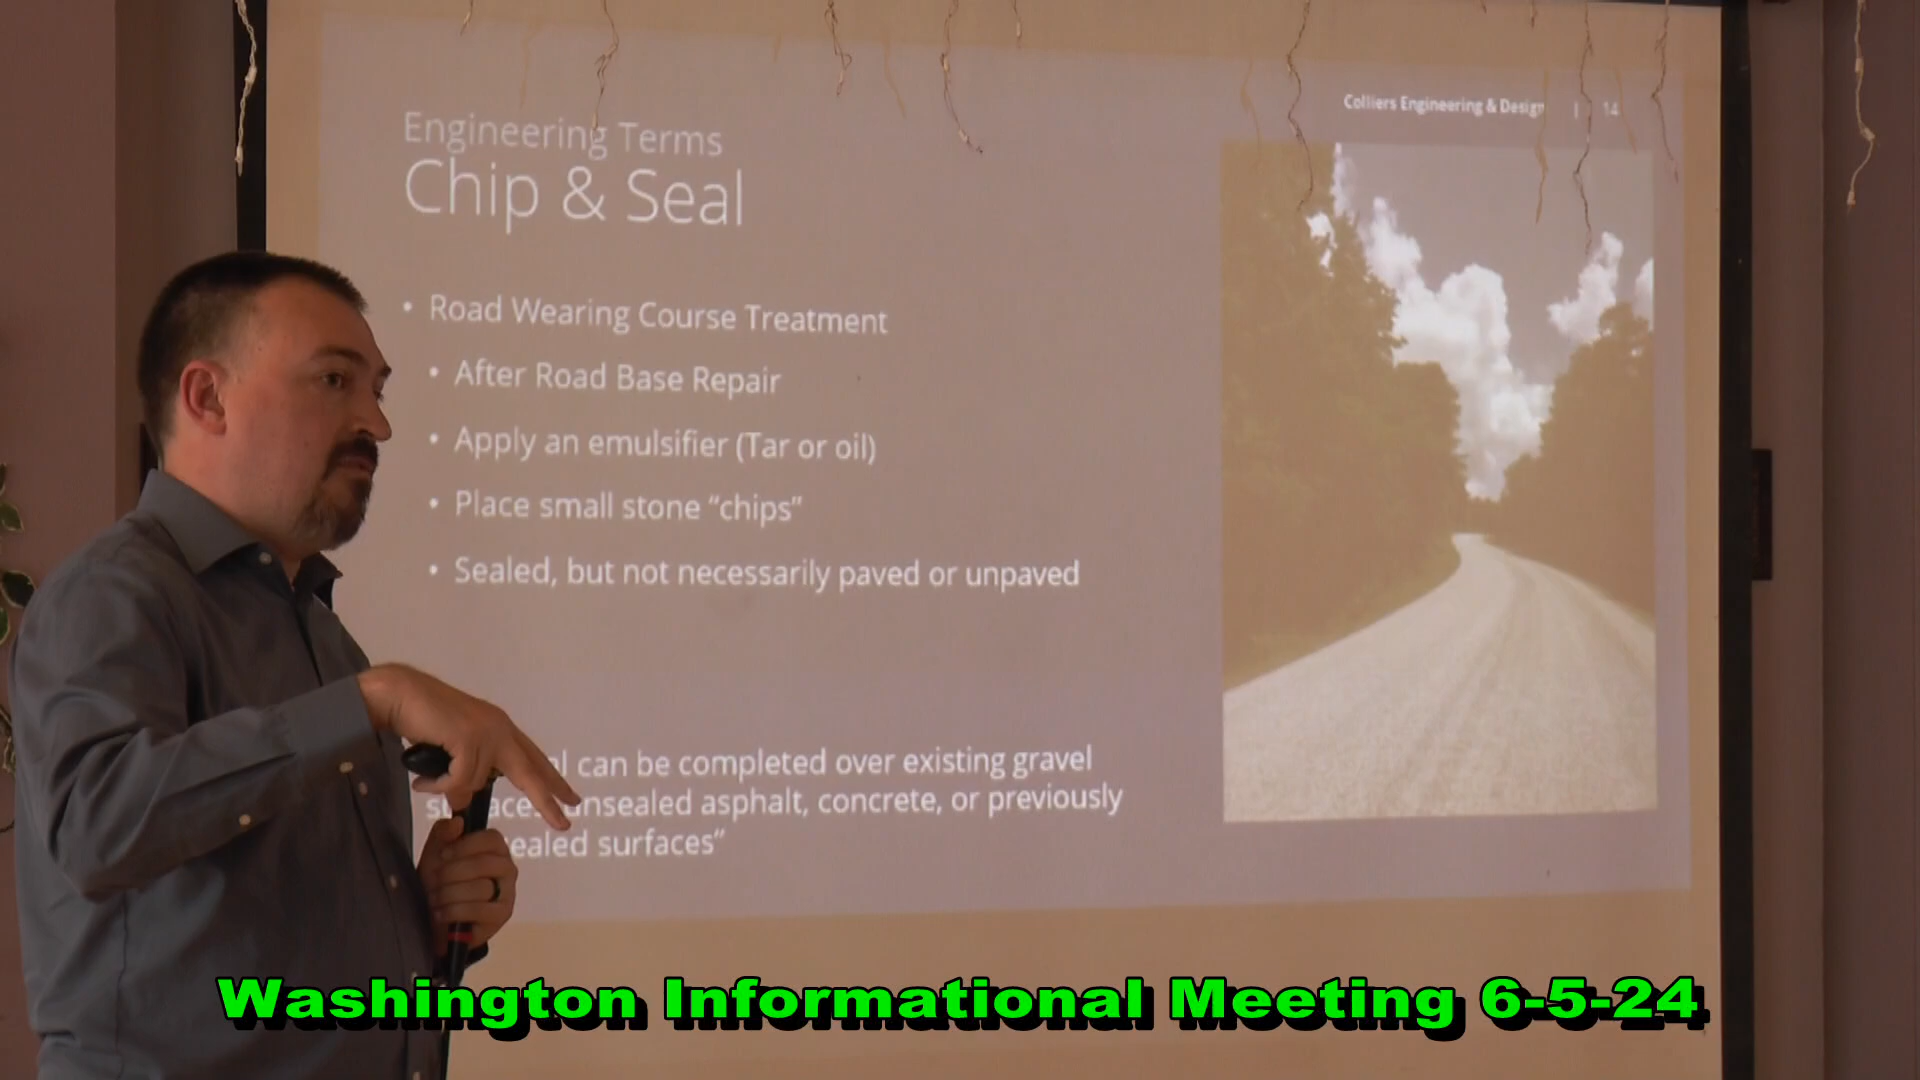 Colliers Engineering & Design | 14
Engineering Terms
Chip & Seal
• Road Wearing Course Treatment
• After Road Base Repair
• Apply an emulsifier (Tar or oil)
• Place small stone “chips”
• Sealed, but not necessarily paved or unpaved
can be completed over existing gravel
asphalt, concrete, or previously
surfaces”
Washington Informational Meeting 6-5-24